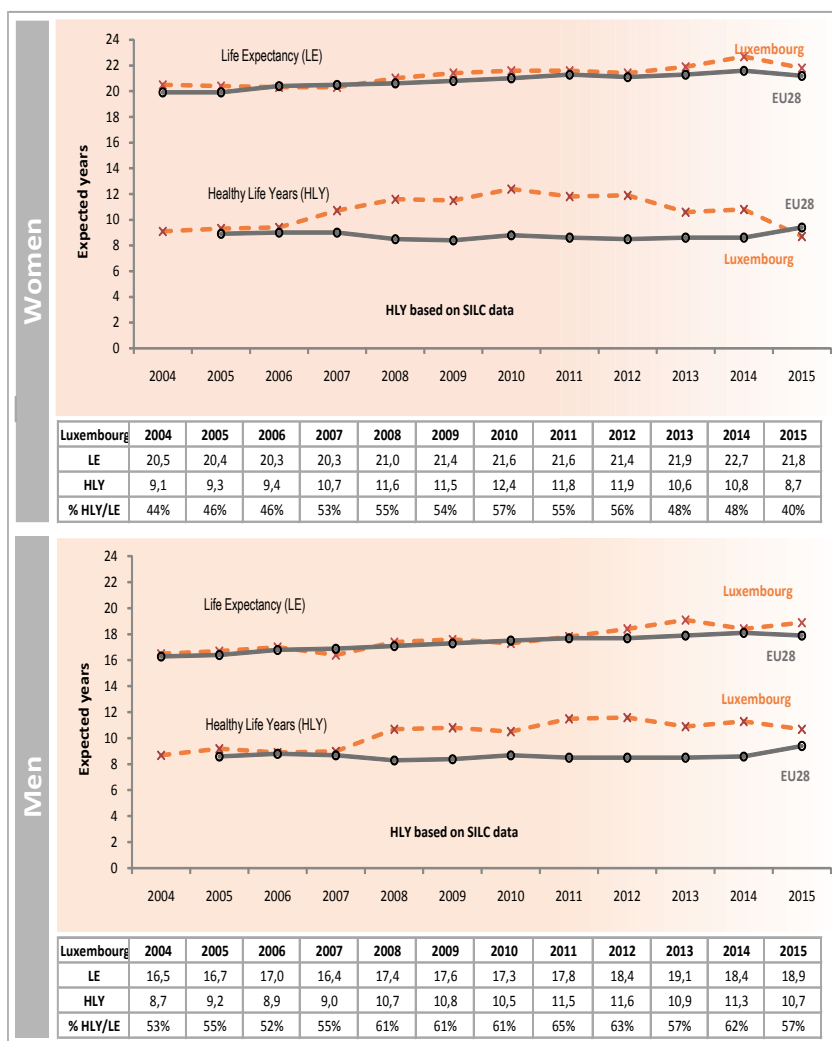 Women
Expected years
24
22
20
18
16
14
12
10
8
6
4
2
0
Life Expectancy (LE)
Luxembourg
EU28
Healthy Life Years (HLY)
EU28
Luxembourg
HLY based on SILC data
2004 2005 2006 2007 2008 2009 2010 2011 2012 2013 2014 2015
Luxembourg 2004 2005 2006 2007 2008 2009 2010 2011 2012 2013 2014 2015
LE 20,5 20,4 20,3 20,3 21,0 21,4 21,6 21,6 21,4 21,9 22,7 21,8
HLY 9,1 9,3 9,4 10,7 11,6 11,5 12,4 11,8 11,9 10,6 10,8 8,7
% HLY/LE 44% 46% 46% 53% 55% 54% 57% 55% 56% 48% 48% 40%
Men
Expected years
24
22
20
18
16
14
12
10
8
6
4
2
0
Life Expectancy (LE)
Luxembourg
EU28
Healthy Life Years (HLY)
Luxembourg
EU28
HLY based on SILC data
2004 2005 2006 2007 2008 2009 2010 2011 2012 2013 2014 2015
Luxembourg 2004 2005 2006 2007 2008 2009 2010 2011 2012 2013 2014 2015
LE 16,5 16,7 17,0 16,4 17,4 17,6 17,3 17,8 18,4 19,1 18,4 18,9
HLY 8,7 9,2 8,9 9,0 10,7 10,8 10,5 11,5 11,6 10,9 11,3 10,7
% HLY/LE 53% 55% 52% 55% 61% 61% 61% 65% 63% 57% 62% 57%